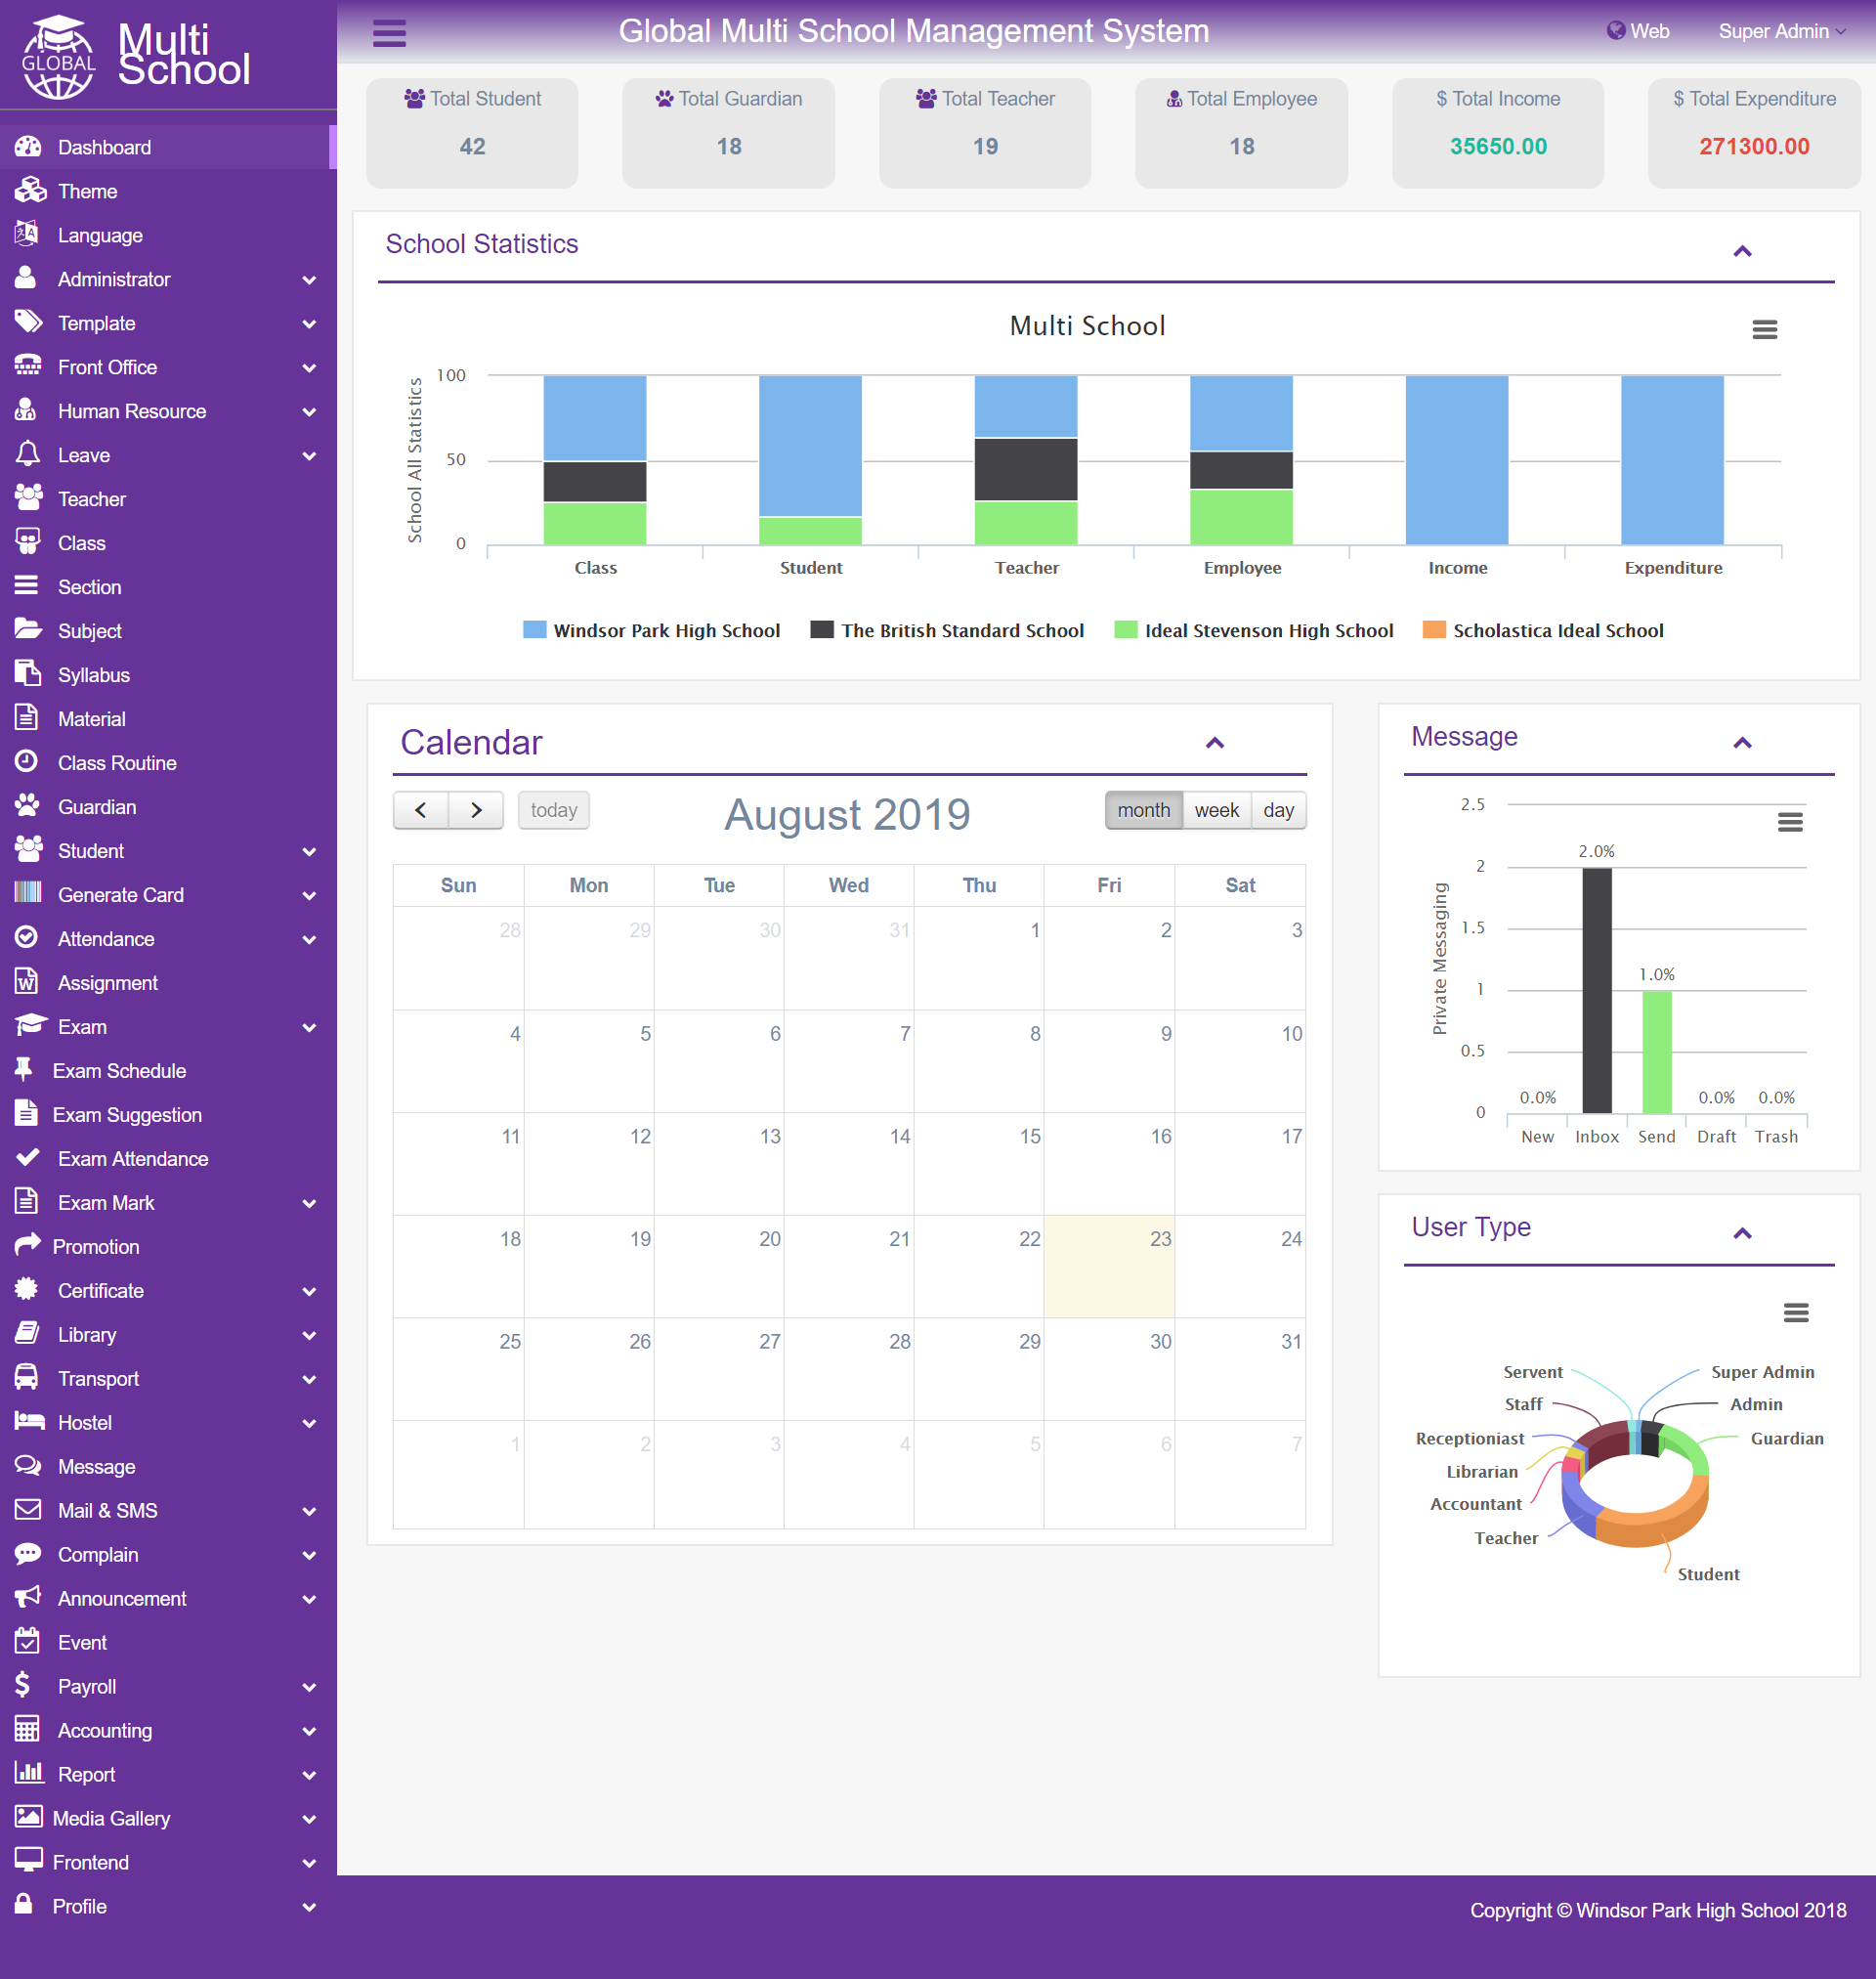 GLOBAL
Multi
School
Dashboard
Theme
Language
Administrator
Template
Front Office
Human Resource
Leave
Teacher
Class
Section
Subject
Syllabus
Material
Class Routine
Guardian
Student
Generate Card
Attendance
Assignment
Exam
Exam Schedule
Exam Suggestion
Exam Attendance
Exam Mark
Promotion
Certificate
Library
Transport
Hostel
Message
Mail & SMS
Complain
Announcement
Event
Payroll
Accounting
Report
Media Gallery
Frontend
Profile
Global Multi School Management System
Web
Super Admin
Total Student
42
Total Guardian
18
Total Teacher
19
Total Employee
18
$ Total Income
35650.00
$ Total Expenditure
271300.00
School Statistics
Multi School
School All Statistics
100
50
0
Class Student Teacher Employee Income Expenditure
Windsor Park High School The British Standard School Ideal Stevenson High School Scholastica Ideal School
Calendar
today
August 2019
month week day
Sun Mon Tue Wed Thu Fri Sat
28 29 30 31 1 2 3
4 5 6 7 8 9 10
11 12 13 14 15 16 17
18 19 20 21 22 23 24
25 26 27 28 29 30 31
1 2 3 4 5 6 7
Message
Private Messaging
2.5
2
1.5
1
0.5
0
0.0% 2.0% 1.0% 0.0% 0.0%
New Inbox Send Draft Trash
User Type
Servent
Staff
Receptioniast
Librarian
Accountant
Teacher
Super Admin
Admin
Guardian
Student
Copyright © Windsor Park High School 2018